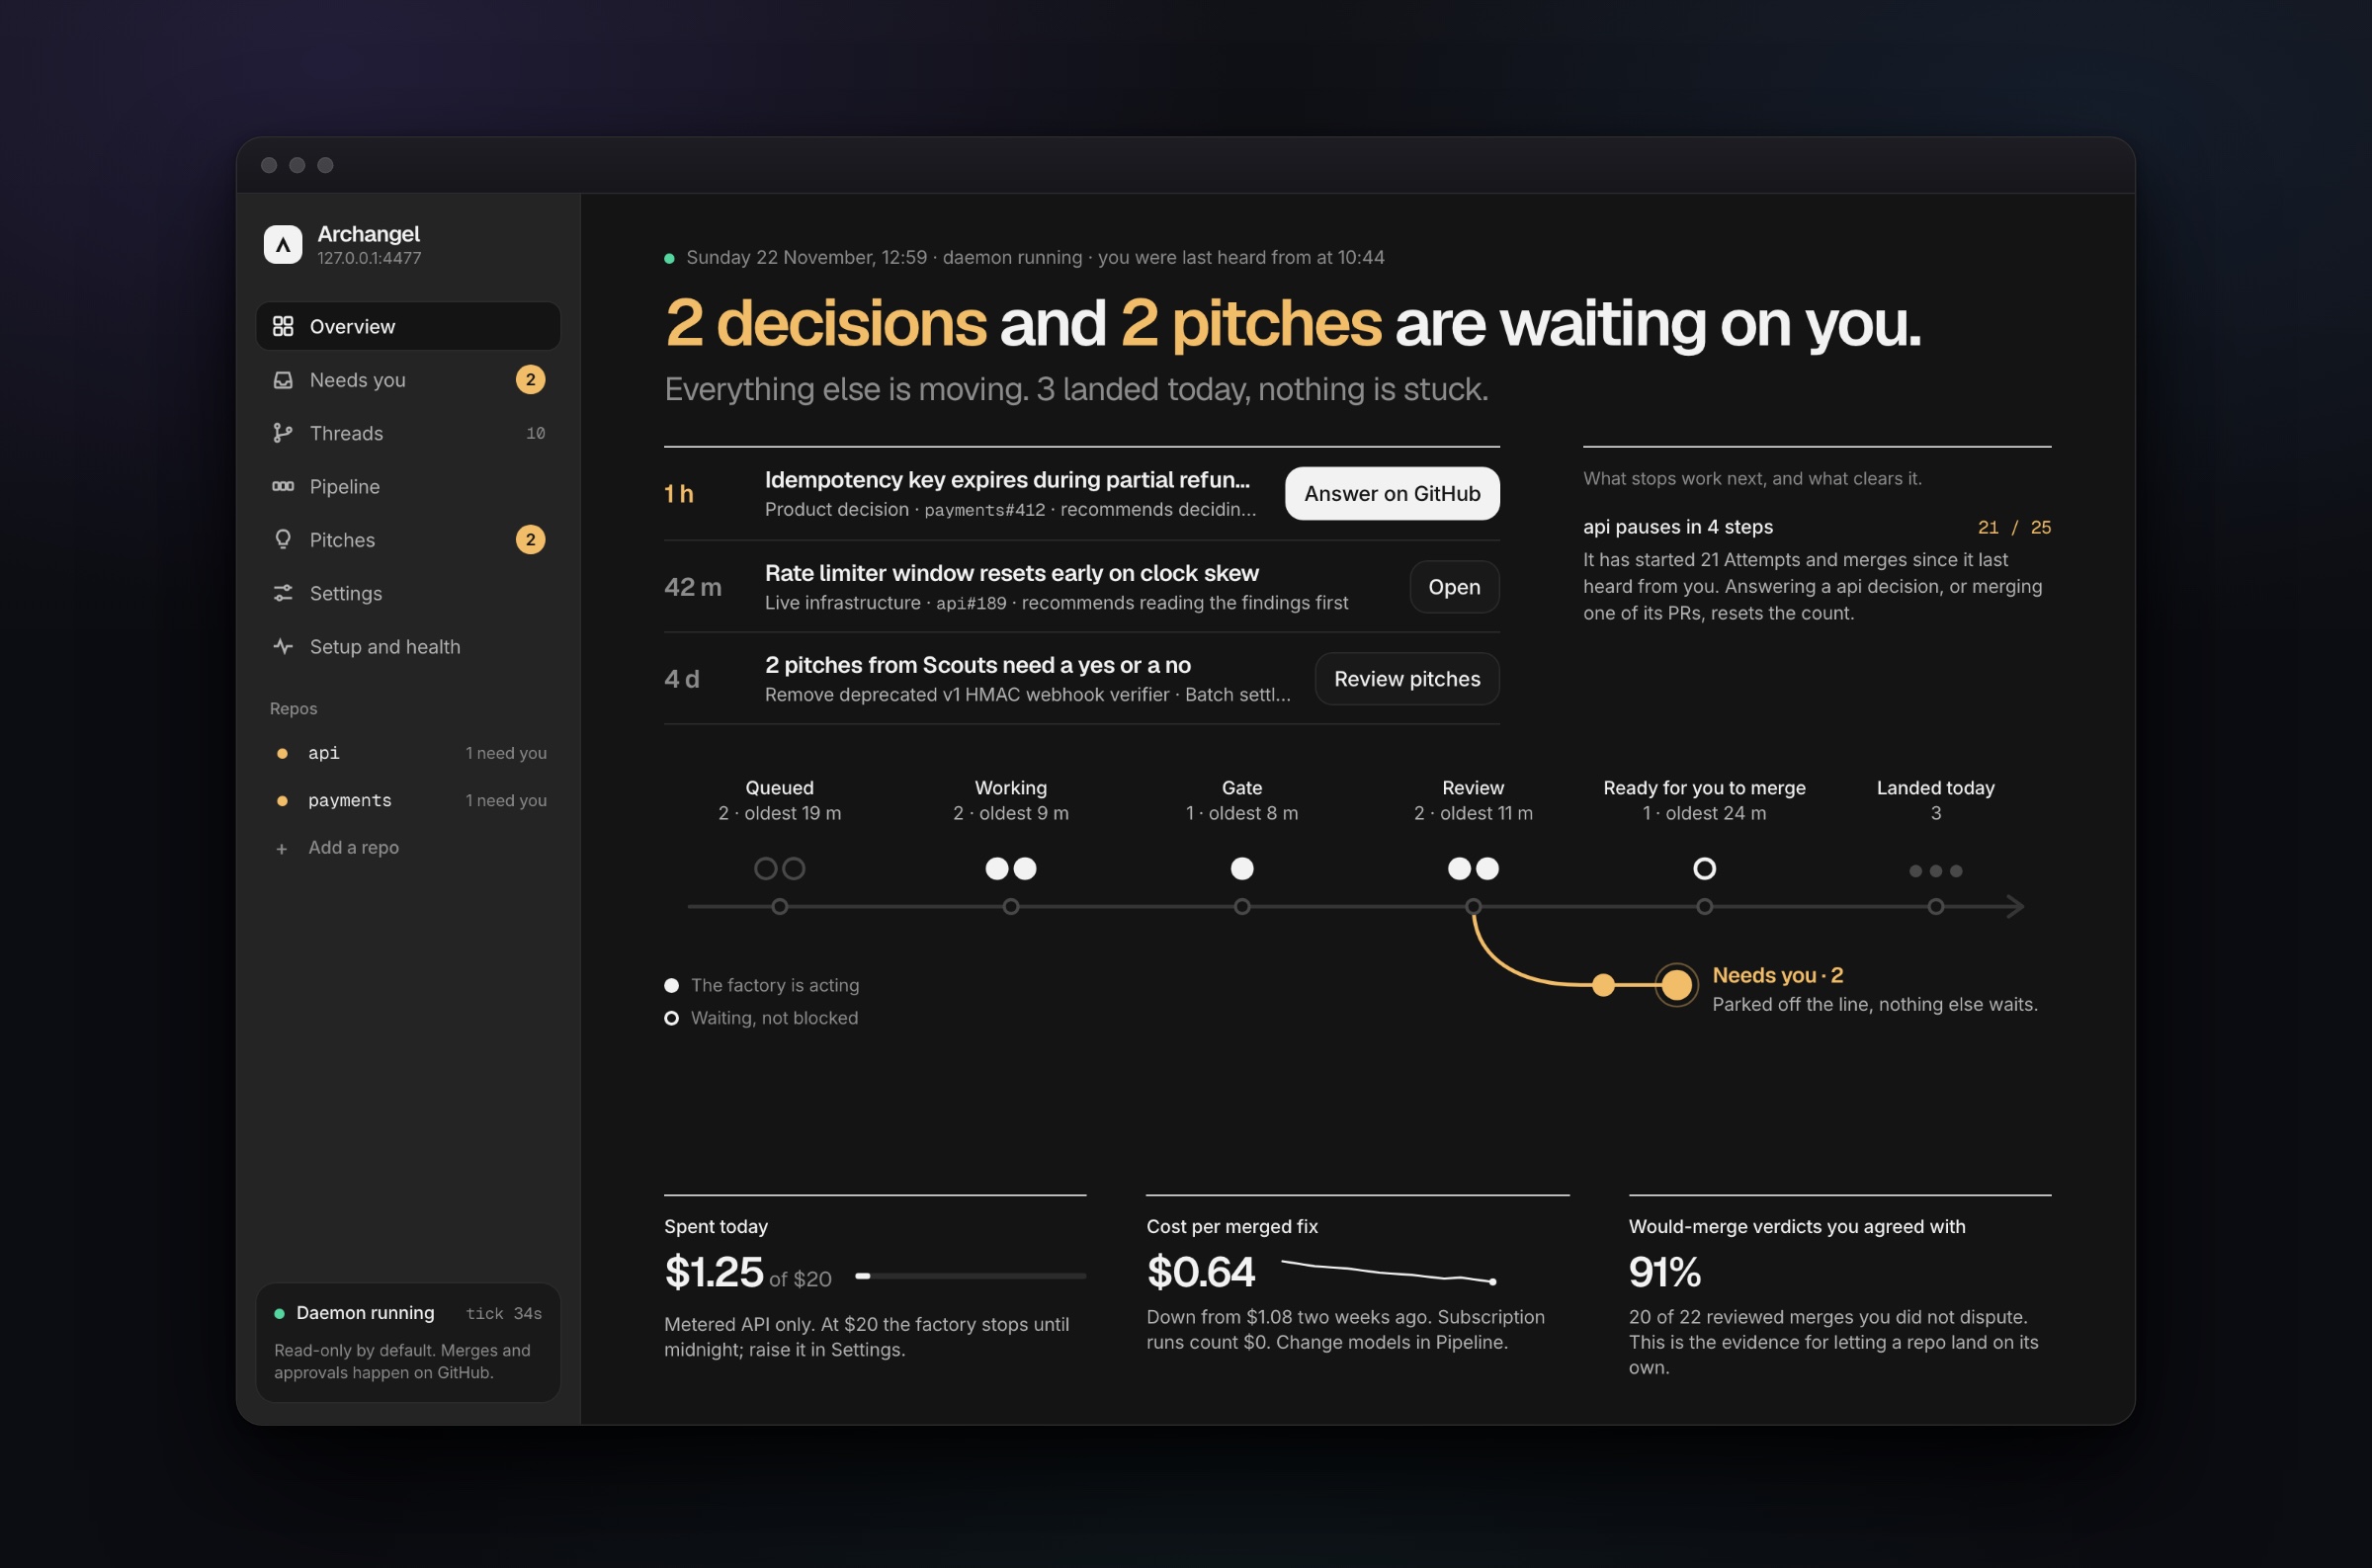 Archangel
127.0.0.1:4477
Overview
Needs you 2
Threads 10
Pipeline
Pitches 2
Settings
Setup and health
Repos
api 1 need you
payments 1 need you
+ Add a repo
Daemon running tick 34s
Read-only by default. Merges and
approvals happen on GitHub.
Sunday 22 November, 12:59 · daemon running · you were last heard from at 10:44
2 decisions and 2 pitches are waiting on you.
Everything else is moving. 3 landed today, nothing is stuck.
1 h
Idempotency key expires during partial refun...
Product decision · payments#412 · recommends decidin...
Answer on GitHub
42 m
Rate limiter window resets early on clock skew
Live infrastructure · api#189 · recommends reading the findings first
Open
4 d
2 pitches from Scouts need a yes or a no
Remove deprecated v1 HMAC webhook verifier · Batch settl...
Review pitches
What stops work next, and what clears it.
api pauses in 4 steps 21 / 25
It has started 21 Attempts and merges since it last
heard from you. Answering a api decision, or merging
one of its PRs, resets the count.
Queued
2 · oldest 19 m
Working
2 · oldest 9 m
Gate
1 · oldest 8 m
Review
2 · oldest 11 m
Ready for you to merge
1 · oldest 24 m
Landed today
3
The factory is acting
Waiting, not blocked
Needs you · 2
Parked off the line, nothing else waits.
Spent today
$1.25 of $20
Metered API only. At $20 the factory stops until
midnight; raise it in Settings.
Cost per merged fix
$0.64
Down from $1.08 two weeks ago. Subscription
runs count $0. Change models in Pipeline.
Would-merge verdicts you agreed with
91%
20 of 22 reviewed merges you did not dispute.
This is the evidence for letting a repo land on its
own.